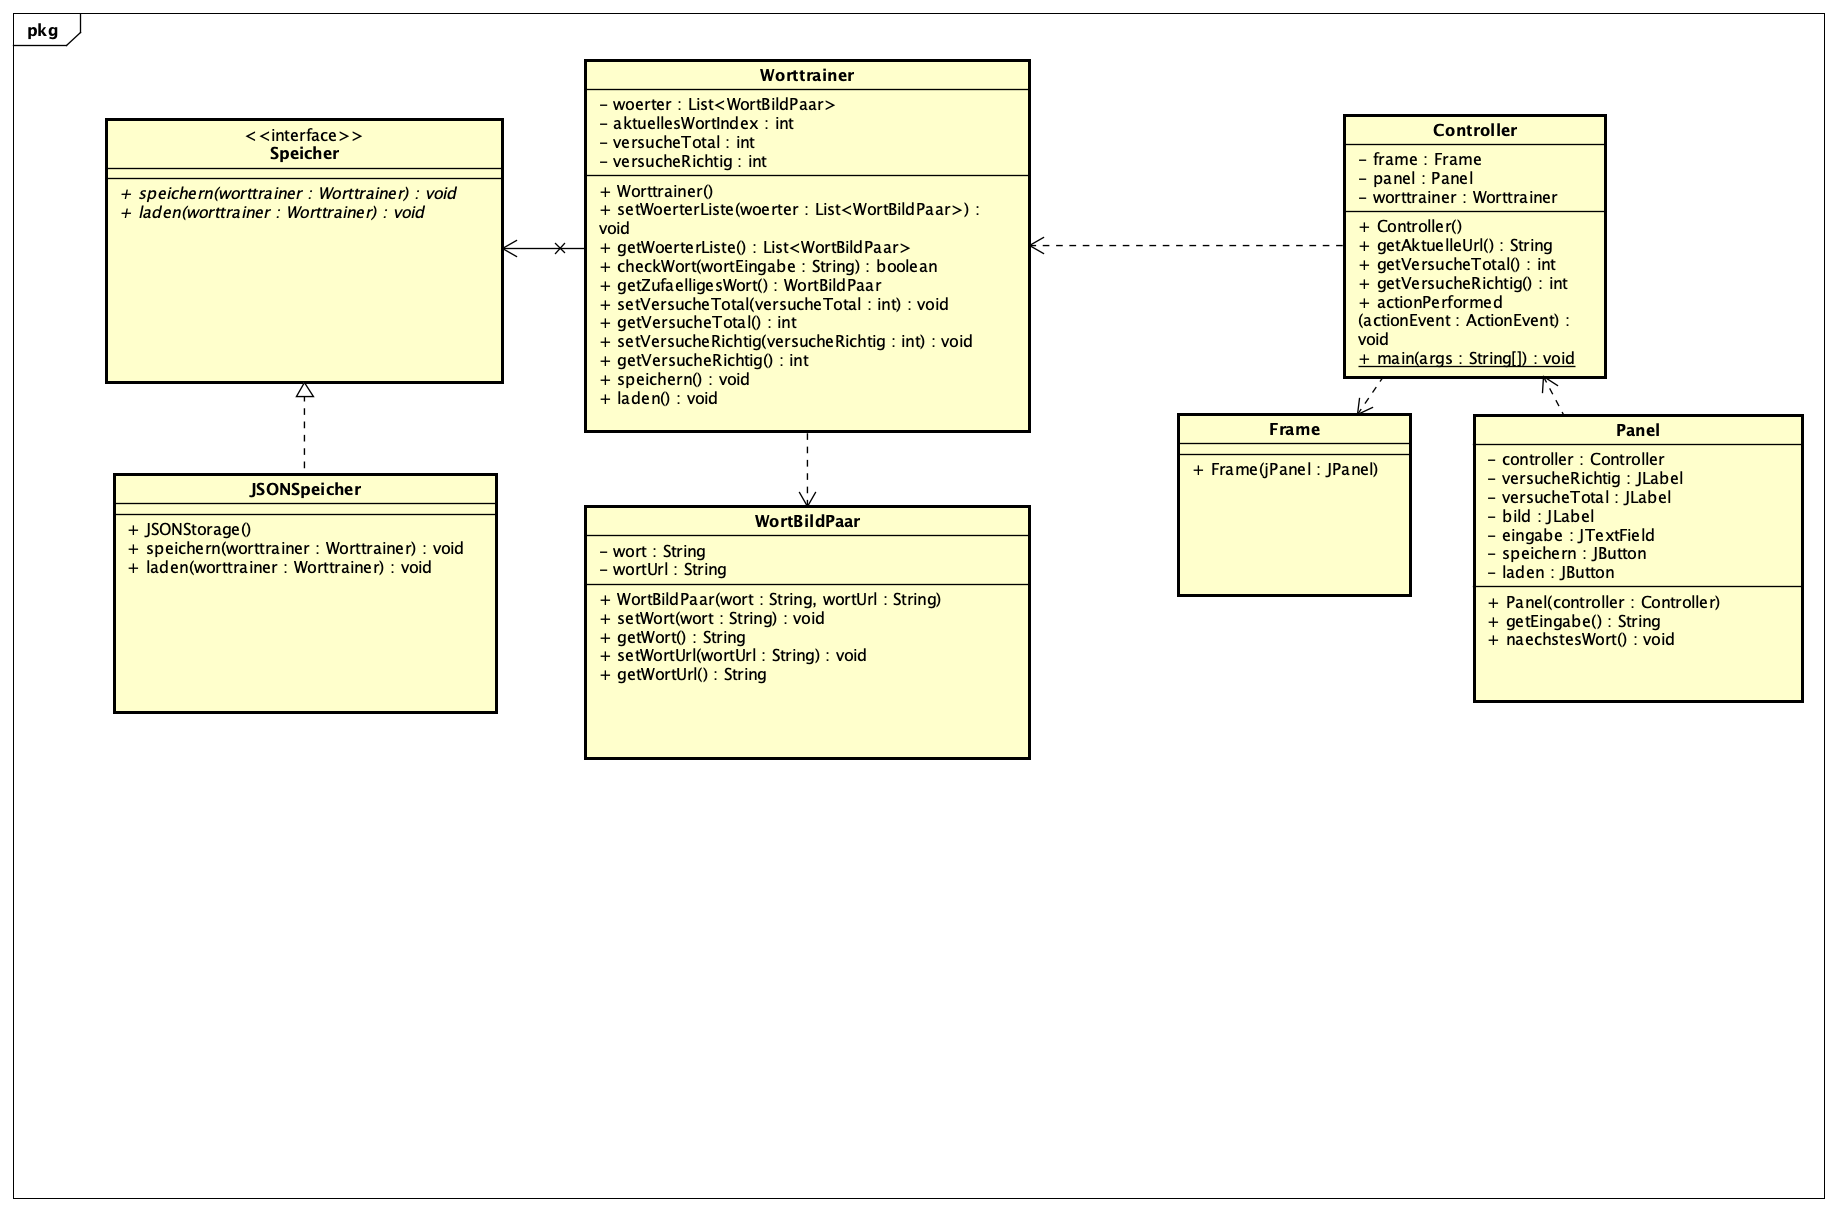 pkg
<<interface>>
Speicher
+ speichern(worttrainer : Worttrainer) : void
+ laden(worttrainer : Worttrainer) : void
JSONSpeicher
+ JSONStorage()
+ speichern(worttrainer : Worttrainer) : void
+ laden(worttrainer : Worttrainer) : void
Worttrainer
- woerter : List<WortBildPaar>
- aktuellesWortIndex : int
- versucheTotal : int
- versucheRichtig : int
+ Worttrainer()
+ setWoerterListe(woerter : List<WortBildPaar>) :
void
+ getWoerterListe() : List<WortBildPaar>
+ checkWort(wortEingabe : String) : boolean
+ getZufaelligesWort() : WortBildPaar
+ setVersucheTotal(versucheTotal : int) : void
+ getVersucheTotal() : int
+ setVersucheRichtig(versucheRichtig : int) : void
+ getVersucheRichtig() : int
+ speichern() : void
+ laden() : void
WortBildPaar
- wort : String
- wortUrl : String
+ WortBildPaar(wort : String, wortUrl : String)
+ setWort(wort : String) : void
+ getWort() : String
+ setWortUrl(wortUrl : String) : void
+ getWortUrl() : String
Controller
- frame : Frame
- panel : Panel
- worttrainer : Worttrainer
+ Controller()
+ getAktuelleUrl() : String
+ getVersucheTotal() : int
+ getVersucheRichtig() : int
+ actionPerformed
(actionEvent : ActionEvent) :
void
+ main(args : String[]) : void
Frame
+ Frame(jPanel : JPanel)
Panel
- controller : Controller
- versucheRichtig : JLabel
- versucheTotal : JLabel
- bild : JLabel
- eingabe : JTextField
- speichern : JButton
- laden : JButton
+ Panel(controller : Controller)
+ getEingabe() : String
+ naechstesWort() : void